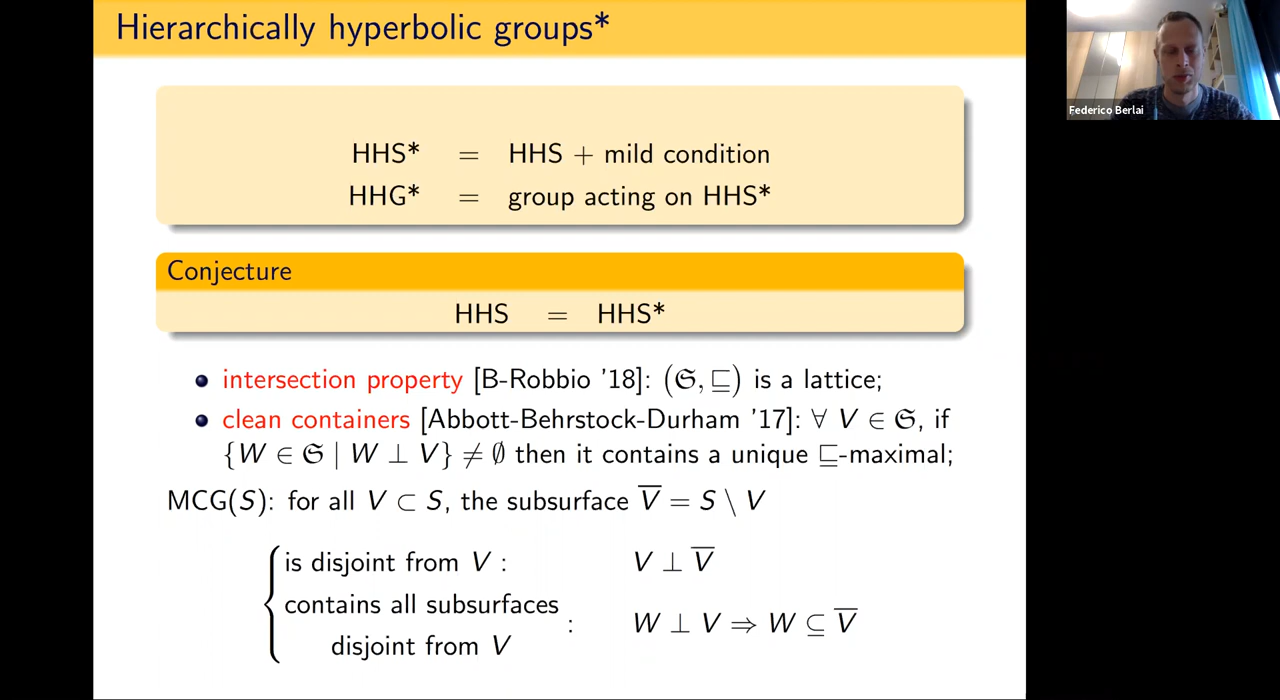 Hierarchically hyperbolic groups*
Federico Berlai
HHS* = HHS + mild condition
HHG* = group acting on HHS*
Conjecture
HHS = HHS*
intersection property [B-Robbio '18]: (𝔖, ⊑) is a lattice;
clean containers [Abbott-Behrstock-Durham '17]: ∀ V ∈ 𝔖, if
{W ∈ 𝔖 | W ⊥ V} ≠ ∅ then it contains a unique ⊑-maximal;
MCG(S): for all V ⊂ S, the subsurface V̅ = S \ V
is disjoint from V : V ⊥ V̅
contains all subsurfaces
: W ⊥ V ⇒ W ⊆ V̅
disjoint from V